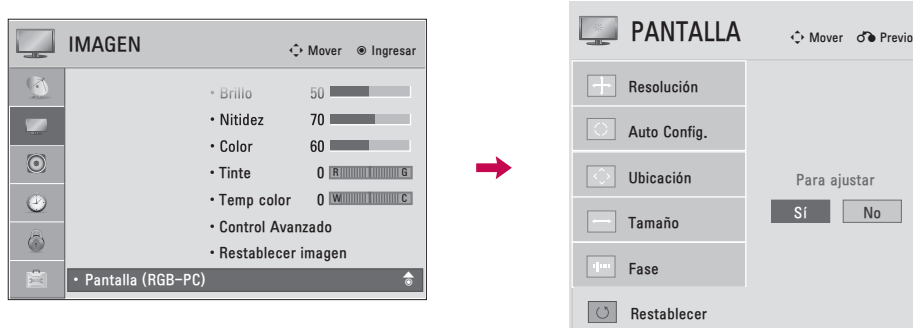 IMAGEN
Mover Ingresar
• Brillo 50
• Nitidez 70
• Color 60
• Tinte 0 R G
• Temp color 0 W C
• Control Avanzado
• Restablecer imagen
• Pantalla (RGB-PC)
PANTALLA
Mover Previo
Resolución
Auto Config.
Ubicación
Tamaño
Fase
Restablecer
Para ajustar
Sí No